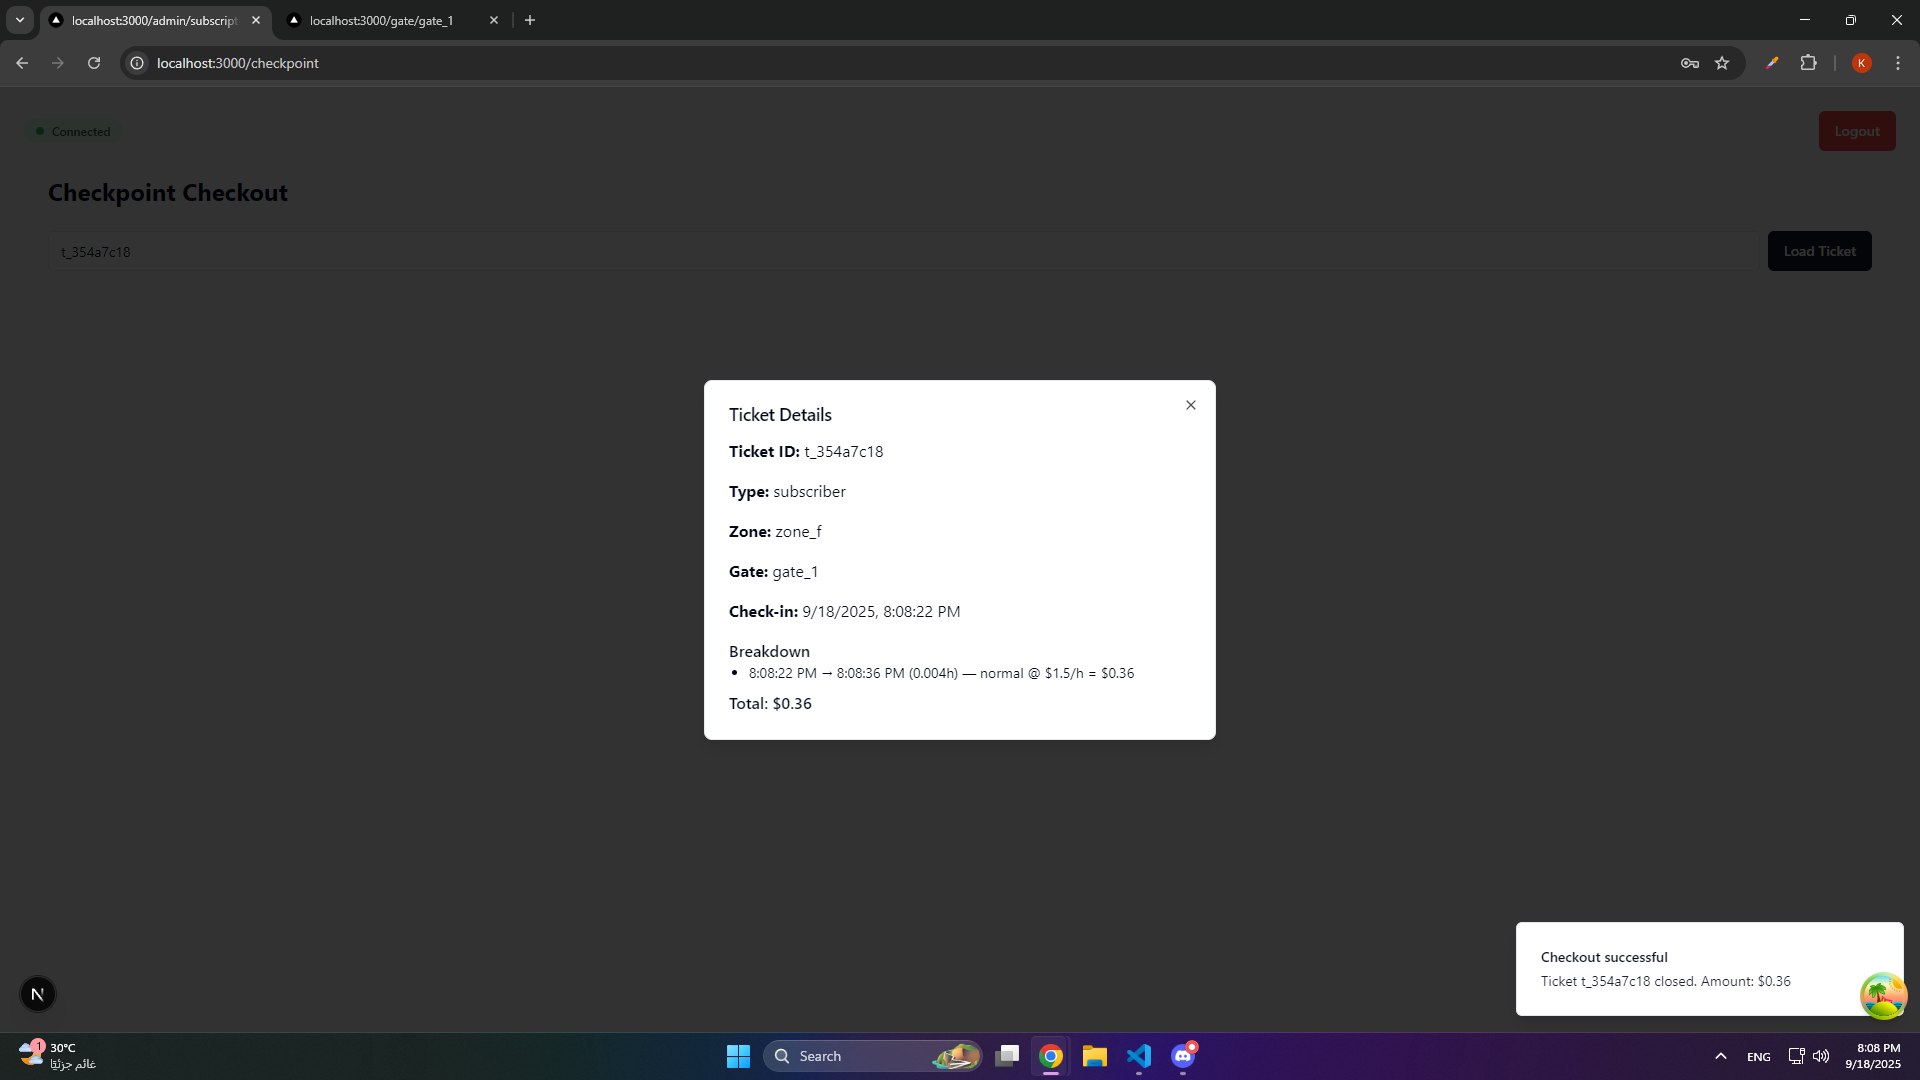 localhost:3000/admin/subscript
localhost:3000/gate/gate_1
localhost:3000/checkpoint
K
Connected
Logout
Checkpoint Checkout
t_354a7c18
Load Ticket
Ticket Details
Ticket ID: t_354a7c18
Type: subscriber
Zone: zone_f
Gate: gate_1
Check-in: 9/18/2025, 8:08:22 PM
Breakdown
• 8:08:22 PM → 8:08:36 PM (0.004h) — normal @ $1.5/h = $0.36
Total: $0.36
Checkout successful
Ticket t_354a7c18 closed. Amount: $0.36
N
1
30°C
غائم جزئيًا
Search
ENG
8:08 PM
9/18/2025